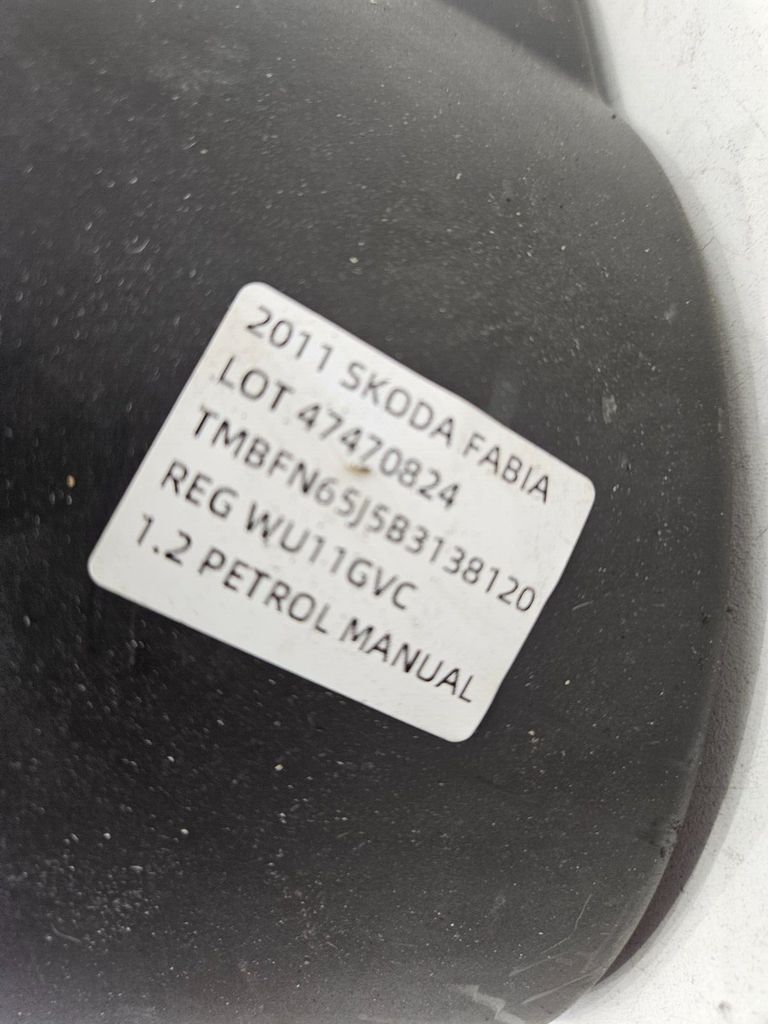 2011 SKODA FABIA
LOT 47470824
TMBFN65J5B3138120
REG WU11GVC
1.2 PETROL MANUAL